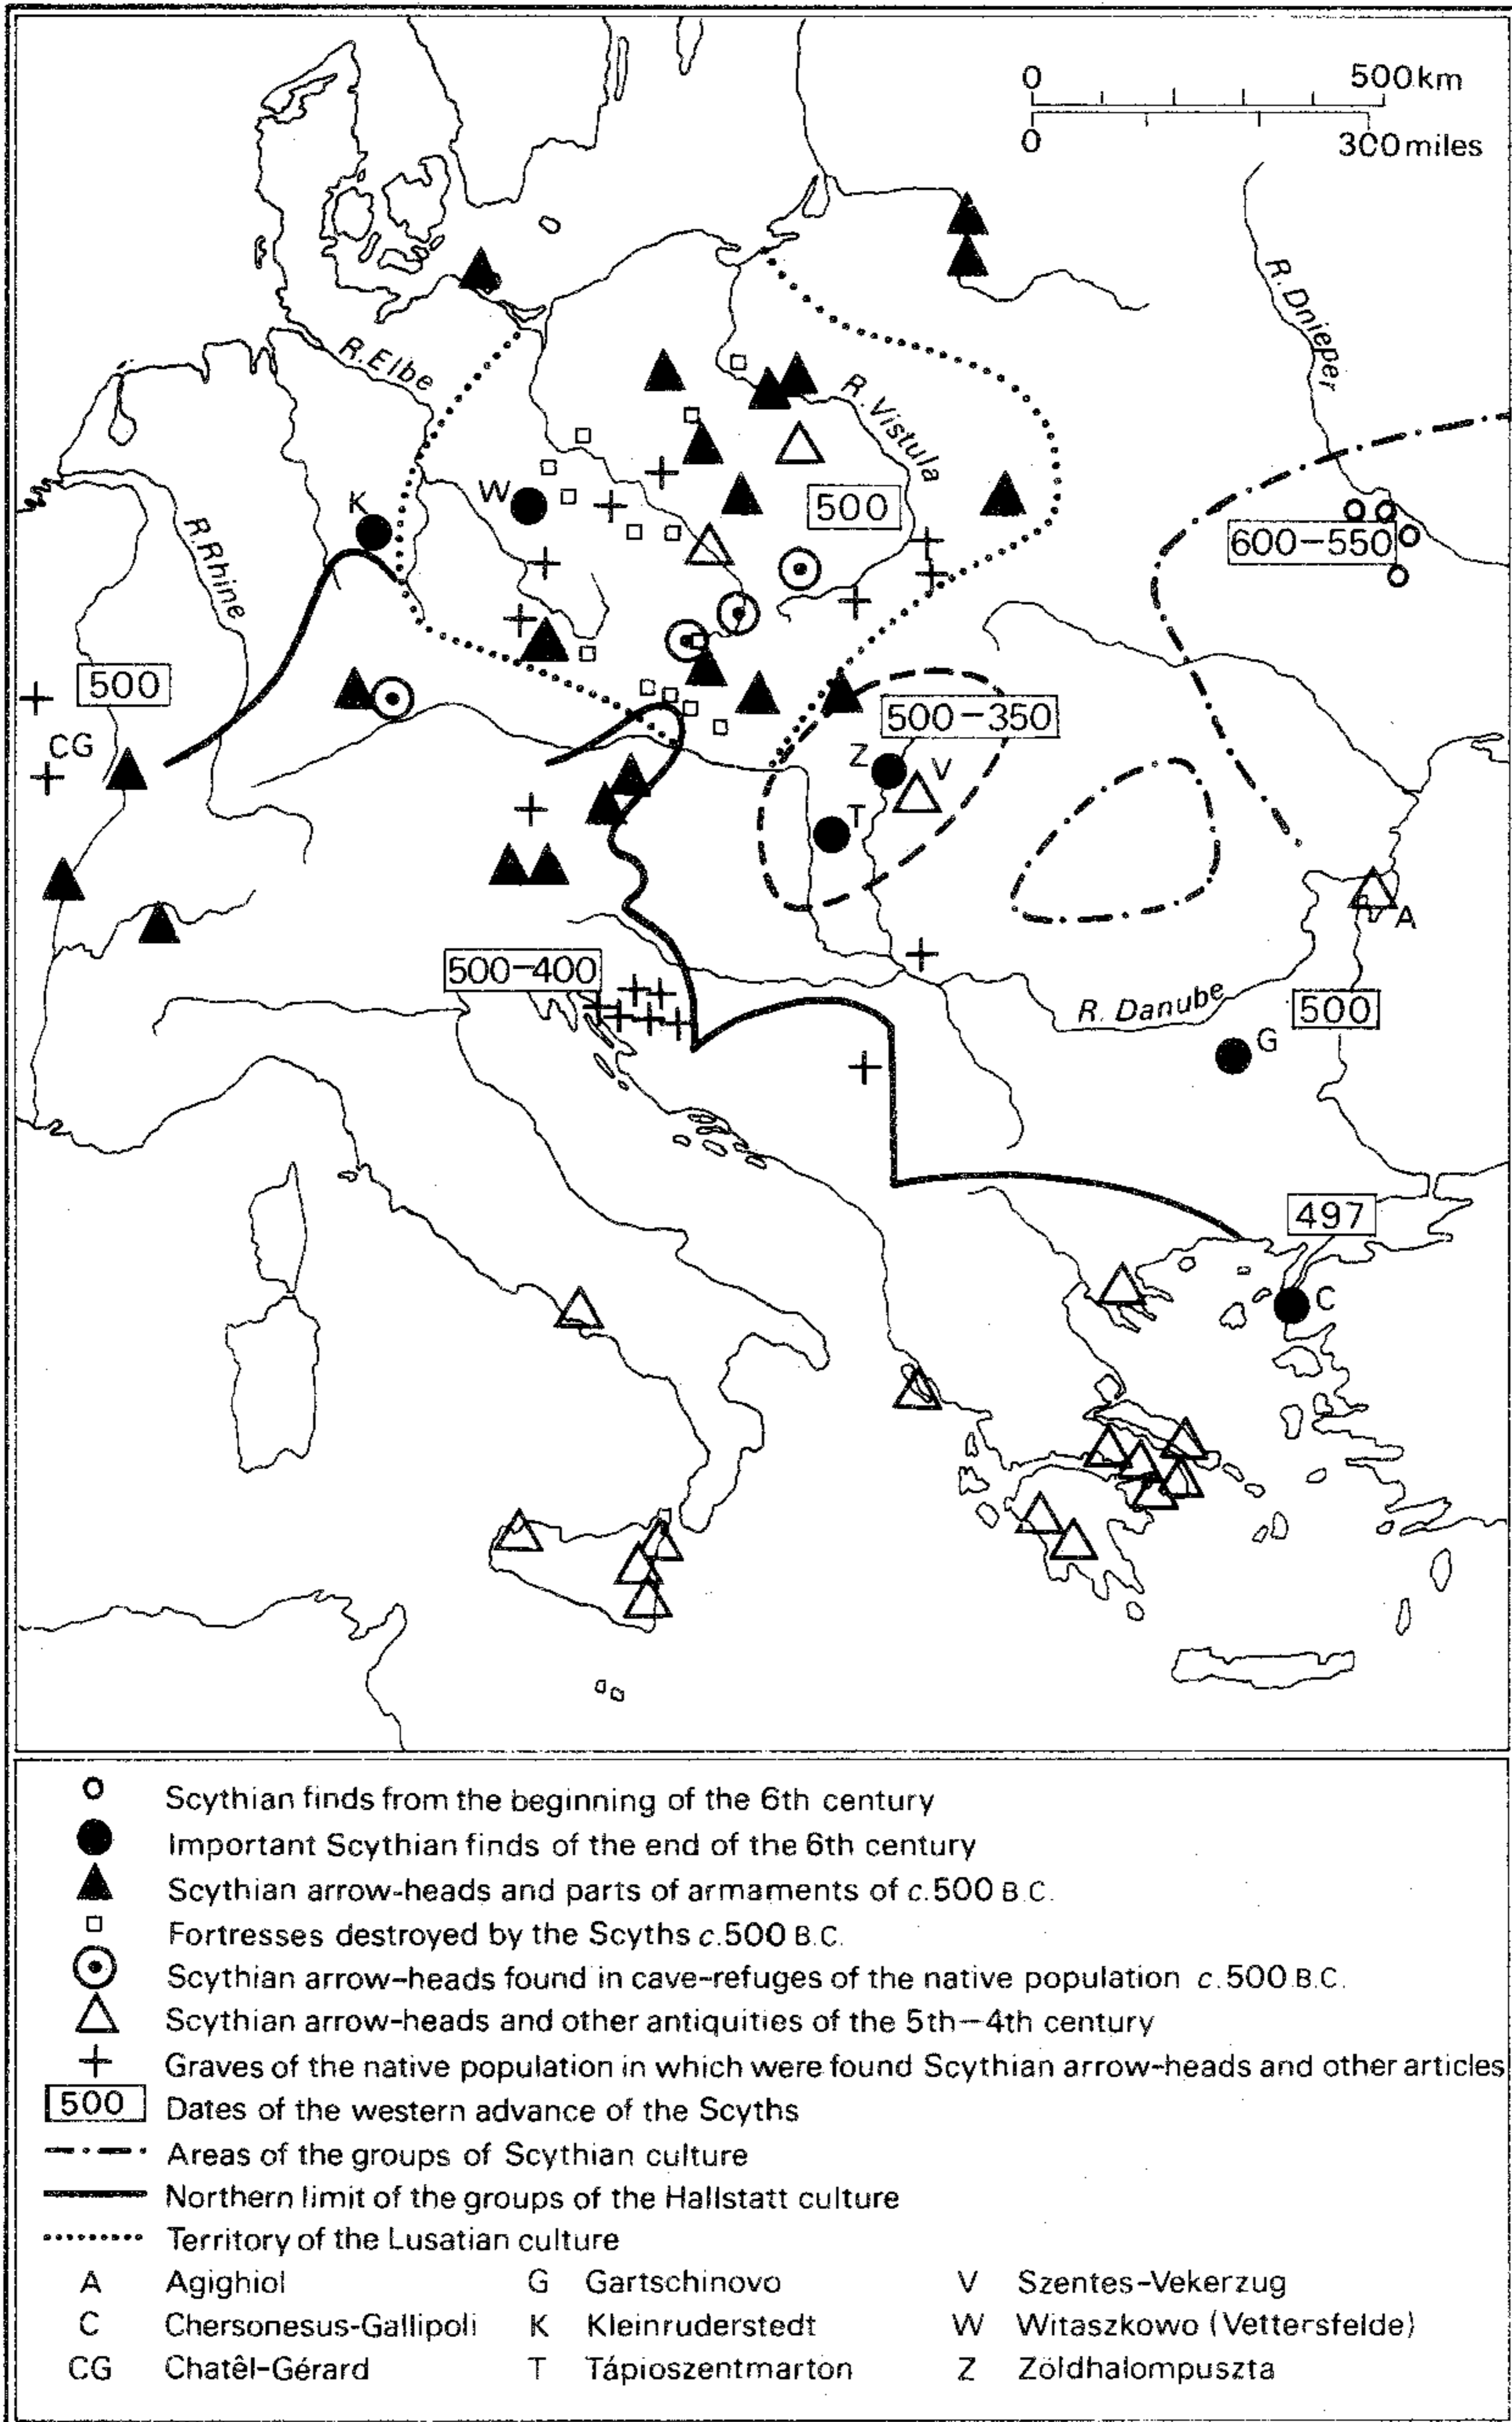 0 500km
0 300miles
R. Dnieper
R. Elbe
R. Vistula
K
W
500
R. Rhine
600–550
500
500–350
CG
Z
V
T
A
500–400
R. Danube
500
G
497
C
Scythian finds from the beginning of the 6th century
Important Scythian finds of the end of the 6th century
Scythian arrow-heads and parts of armaments of c.500 B.C.
Fortresses destroyed by the Scyths c.500 B.C.
Scythian arrow-heads found in cave-refuges of the native population c.500 B.C.
Scythian arrow-heads and other antiquities of the 5th–4th century
Graves of the native population in which were found Scythian arrow-heads and other articles
500 Dates of the western advance of the Scyths
Areas of the groups of Scythian culture
Northern limit of the groups of the Hallstatt culture
Territory of the Lusatian culture
A Agighiol G Gartschinovo V Szentes-Vekerzug
C Chersonesus-Gallipoli K Kleinruderstedt W Witaszkowo (Vettersfelde)
CG Chatêl-Gérard T Tápioszentmarton Z Zöldhalompuszta